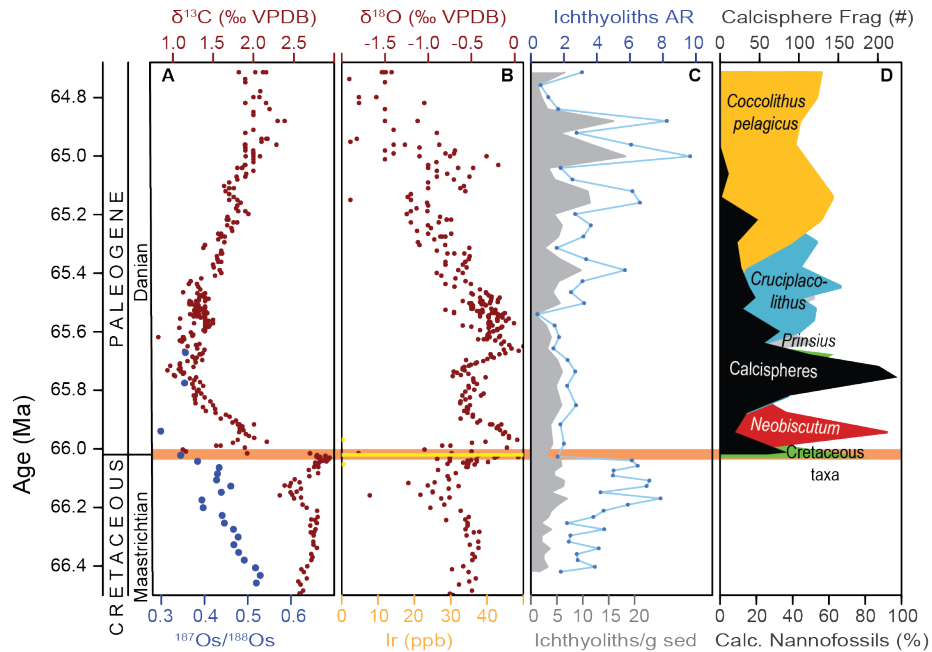 δ¹³C (‰ VPDB)
δ¹⁸O (‰ VPDB)
Ichthyoliths AR
Calcisphere Frag (#)
1.0 1.5 2.0 2.5
-1.5 -1.0 -0.5 0
0 2 4 6 8 10
0 50 100 150 200
A
B
C
D
Age (Ma)
64.8
65.0
65.2
65.4
65.6
65.8
66.0
66.2
66.4
PALEOGENE
Danian
CRETACEOUS
Maastrichtian
Coccolithus
pelagicus
Cruciplaco-
lithus
Prinsius
Calcispheres
Neobiscutum
Cretaceous
taxa
0.3 0.4 0.5 0.6
0 10 20 30 40
0 5 10 15 20
0 20 40 60 80 100
¹⁸⁷Os/¹⁸⁸Os
Ir (ppb)
Ichthyoliths/g sed
Calc. Nannofossils (%)